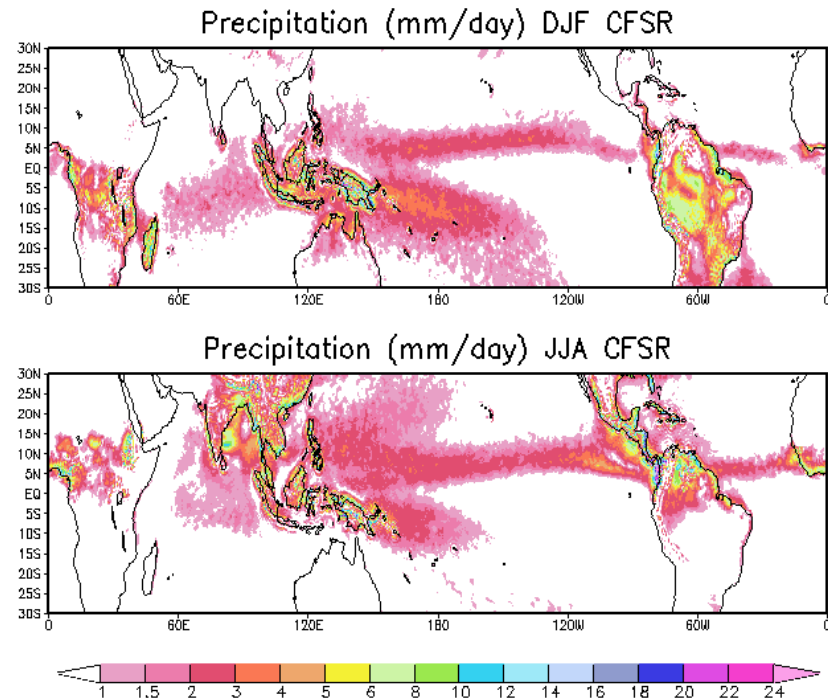 Precipitation (mm/day) DJF CFSR
30N
25N
20N
15N
10N
5N
EQ
5S
10S
15S
20S
25S
30S
0 60E 120E 180 120W 60W 0
Precipitation (mm/day) JJA CFSR
30N
25N
20N
15N
10N
5N
EQ
5S
10S
15S
20S
25S
30S
0 60E 120E 180 120W 60W 0
1 1.5 2 3 4 5 6 8 10 12 14 16 18 20 22 24